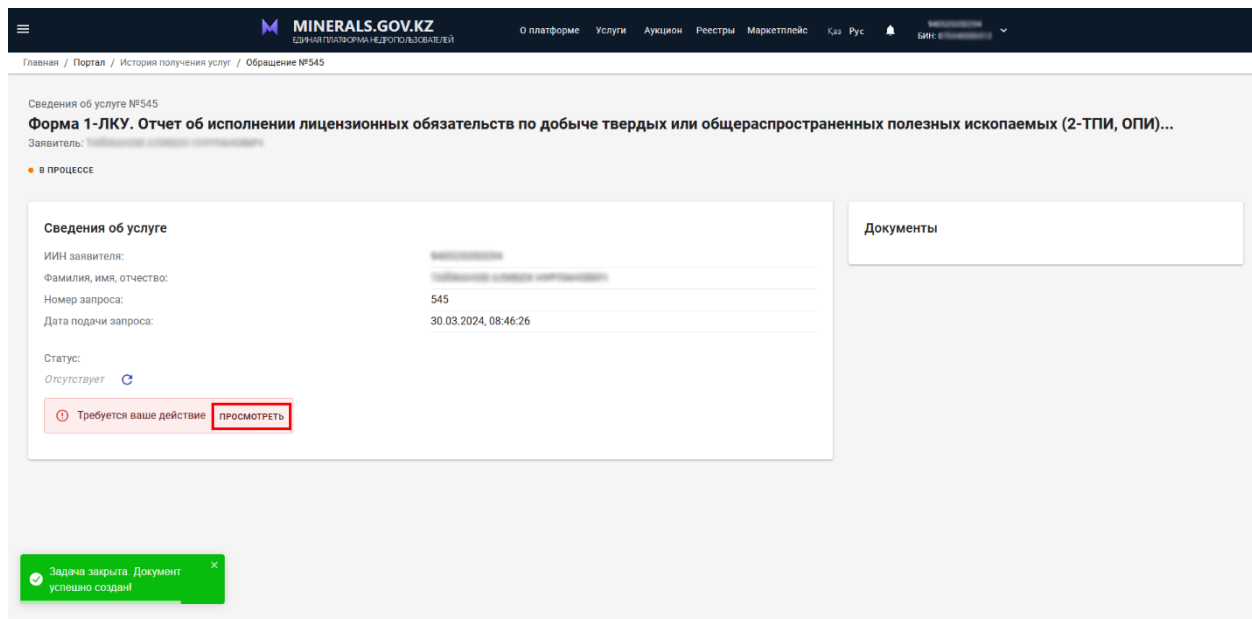 MINERALS.GOV.KZ
ЕДИНАЯ ПЛАТФОРМА НЕДРОПОЛЬЗОВАТЕЛЕЙ
О платформе Услуги Аукцион Реестры Маркетплейс Қаз Рус
БИН:
Главная / Портал / История получения услуг / Обращение №545
Сведения об услуге №545
Форма 1-ЛКУ. Отчет об исполнении лицензионных обязательств по добыче твердых или общераспространенных полезных ископаемых (2-ТПИ, ОПИ)...
Заявитель:
В ПРОЦЕССЕ
Сведения об услуге
ИИН заявителя:
Фамилия, имя, отчество:
Номер запроса: 545
Дата подачи запроса: 30.03.2024, 08:46:26
Статус:
Отсутствует
Требуется ваше действие ПРОСМОТРЕТЬ
Документы
Задача закрыта. Документ
успешно создан!